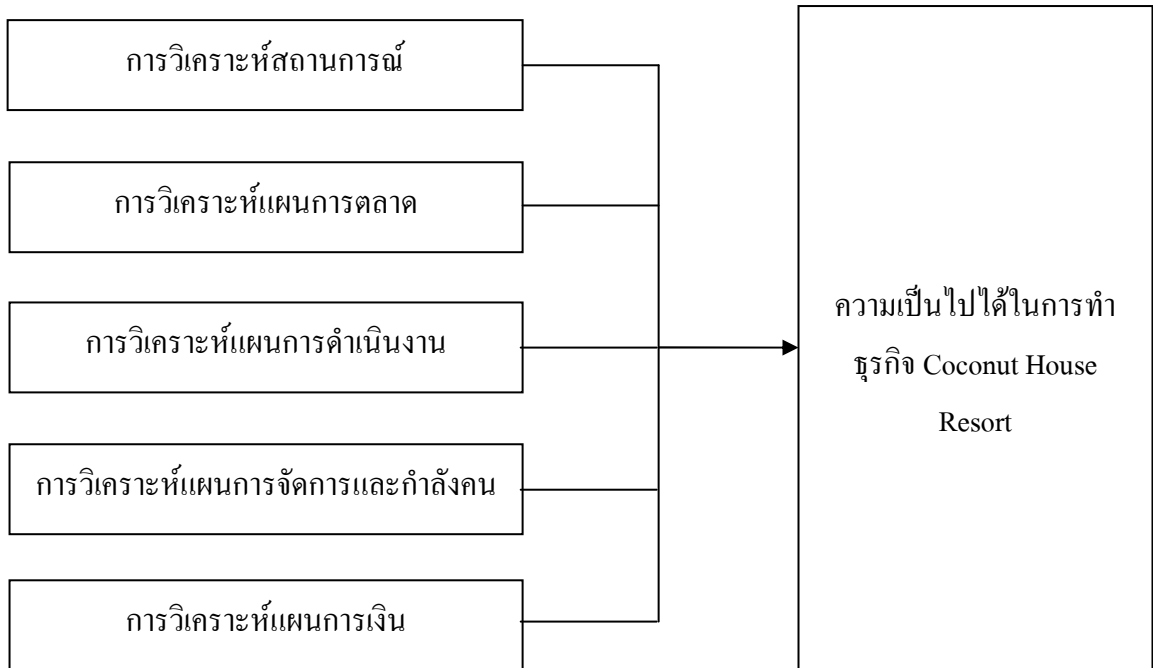 การวิเคราะห์สถานการณ์
การวิเคราะห์แผนการตลาด
การวิเคราะห์แผนการดำเนินงาน
การวิเคราะห์แผนการจัดการและกำลังคน
การวิเคราะห์แผนการเงิน
ความเป็นไปได้ในการทำ
ธุรกิจ Coconut House
Resort